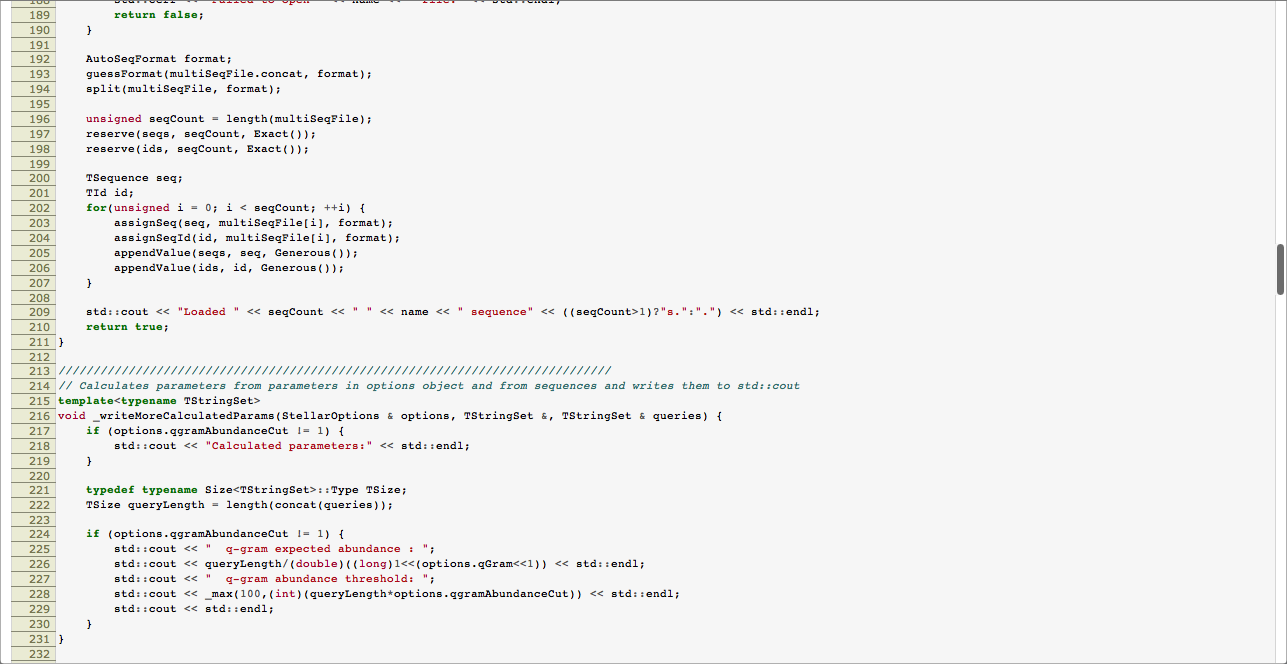 189 return false;
190 }
191
192 AutoSeqFormat format;
193 guessFormat(multiSeqFile.concat, format);
194 split(multiSeqFile, format);
195
196 unsigned seqCount = length(multiSeqFile);
197 reserve(seqs, seqCount, Exact());
198 reserve(ids, seqCount, Exact());
199
200 TSequence seq;
201 TId id;
202 for(unsigned i = 0; i < seqCount; ++i) {
203 assignSeq(seq, multiSeqFile[i], format);
204 assignSeqId(id, multiSeqFile[i], format);
205 appendValue(seqs, seq, Generous());
206 appendValue(ids, id, Generous());
207 }
208
209 std::cout << "Loaded " << seqCount << " " << name << " sequence" << ((seqCount>1)?"s.":".") << std::endl;
210 return true;
211 }
212
213 ///////////////////////////////////////////////////////////////////////////////
214 // Calculates parameters from parameters in options object and from sequences and writes them to std::cout
215 template<typename TStringSet>
216 void _writeMoreCalculatedParams(StellarOptions & options, TStringSet &, TStringSet & queries) {
217 if (options.qgramAbundanceCut != 1) {
218 std::cout << "Calculated parameters:" << std::endl;
219 }
220
221 typedef typename Size<TStringSet>::Type TSize;
222 TSize queryLength = length(concat(queries));
223
224 if (options.qgramAbundanceCut != 1) {
225 std::cout << "  q-gram expected abundance : ";
226 std::cout << queryLength/(double)((long)1<<(options.qGram<<1)) << std::endl;
227 std::cout << "  q-gram abundance threshold: ";
228 std::cout << _max(100,(int)(queryLength*options.qgramAbundanceCut)) << std::endl;
229 std::cout << std::endl;
230 }
231 }
232